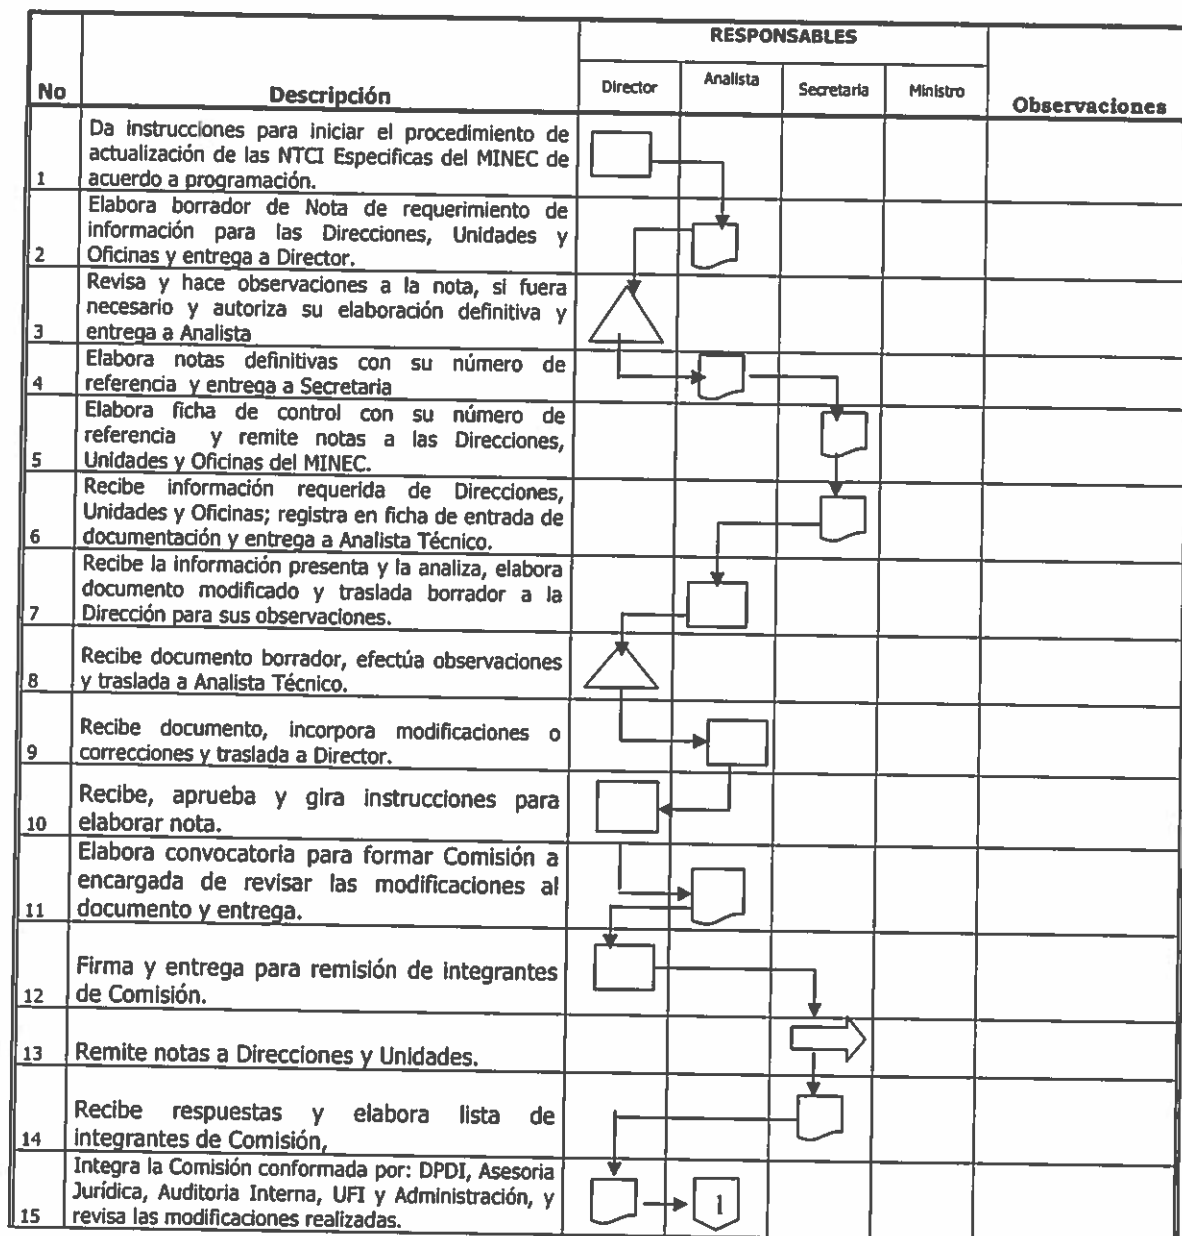 RESPONSABLES
No Descripción Director Analista Secretaria Ministro Observaciones
Da instrucciones para iniciar el procedimiento de
actualización de las NTCI Especificas del MINEC de
1 acuerdo a programación.
Elabora borrador de Nota de requerimiento de
información para las Direcciones, Unidades y
2 Oficinas y entrega a Director.
Revisa y hace observaciones a la nota, si fuera
necesario y autoriza su elaboración definitiva y
3 entrega a Analista
Elabora notas definitivas con su número de
4 referencia y entrega a Secretaria
Elabora ficha de control con su número de
referencia y remite notas a las Direcciones,
5 Unidades y Oficinas del MINEC.
Recibe información requerida de Direcciones,
Unidades y Oficinas; registra en ficha de entrada de
6 documentación y entrega a Analista Técnico.
Recibe la información presenta y la analiza, elabora
documento modificado y traslada borrador a la
7 Dirección para sus observaciones.
Recibe documento borrador, efectúa observaciones
8 y traslada a Analista Técnico.
Recibe documento, incorpora modificaciones o
9 correcciones y traslada a Director.
Recibe, aprueba y gira instrucciones para
10 elaborar nota.
Elabora convocatoria para formar Comisión a
encargada de revisar las modificaciones al
11 documento y entrega.
Firma y entrega para remisión de integrantes
12 de Comisión.
13 Remite notas a Direcciones y Unidades.
Recibe respuestas y elabora lista de
14 integrantes de Comisión,
Integra la Comisión conformada por: DPDI, Asesoria
Jurídica, Auditoria Interna, UFI y Administración, y
15 revisa las modificaciones realizadas. 1